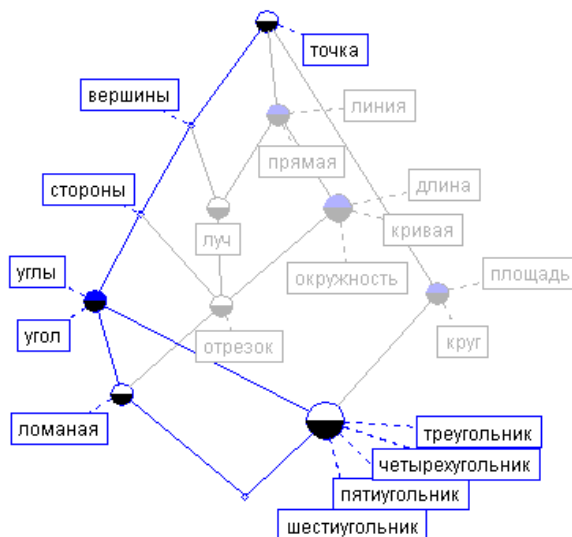 точка
вершины
линия
прямая
стороны
длина
луч
кривая
углы
окружность
площадь
угол
отрезок
круг
ломаная
треугольник
четырехугольник
пятиугольник
шестиугольник